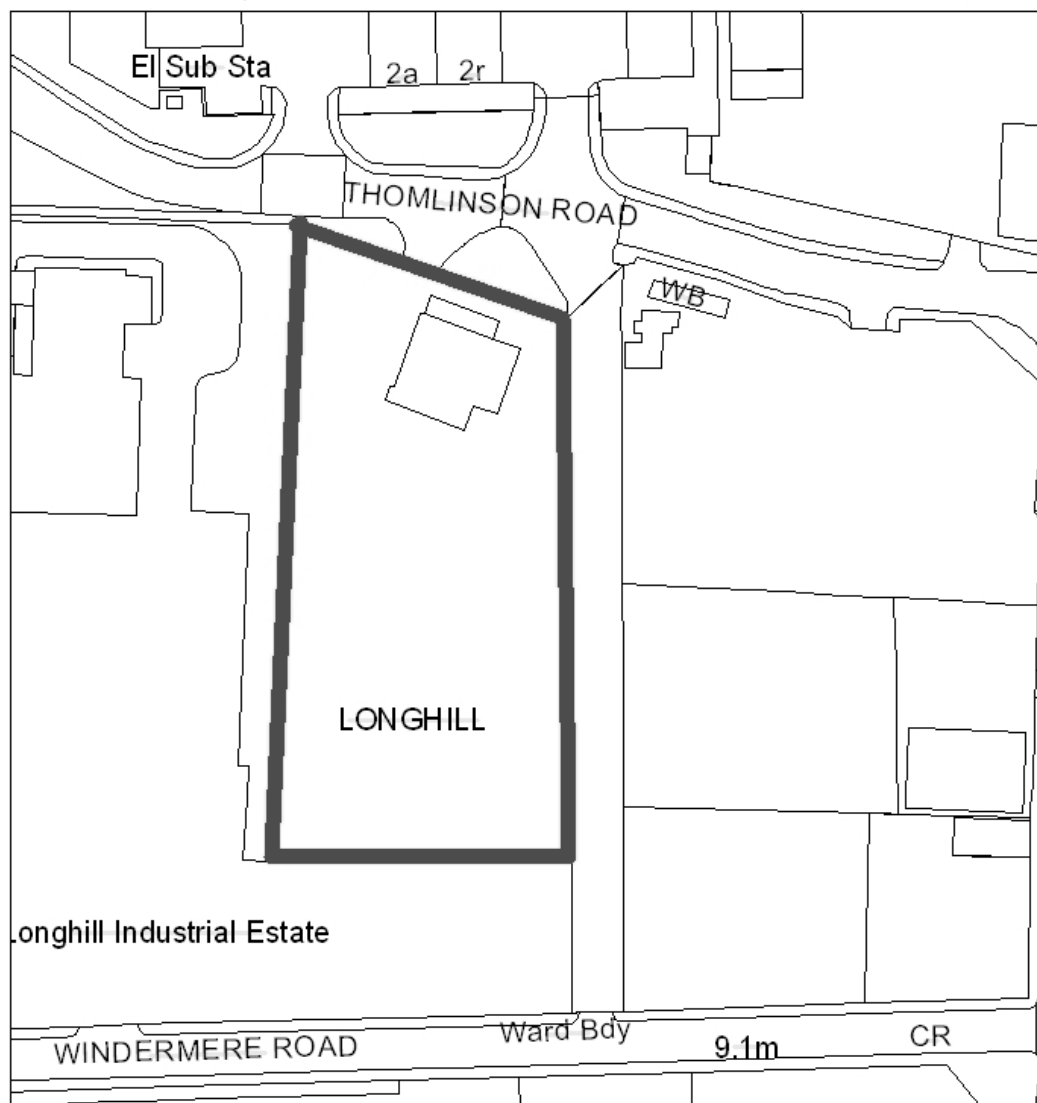 El Sub Sta
2a
2r
THOMLINSON ROAD
WB
LONGHILL
Longhill Industrial Estate
Ward Bdy
CR
9.1m
WINDERMERE ROAD